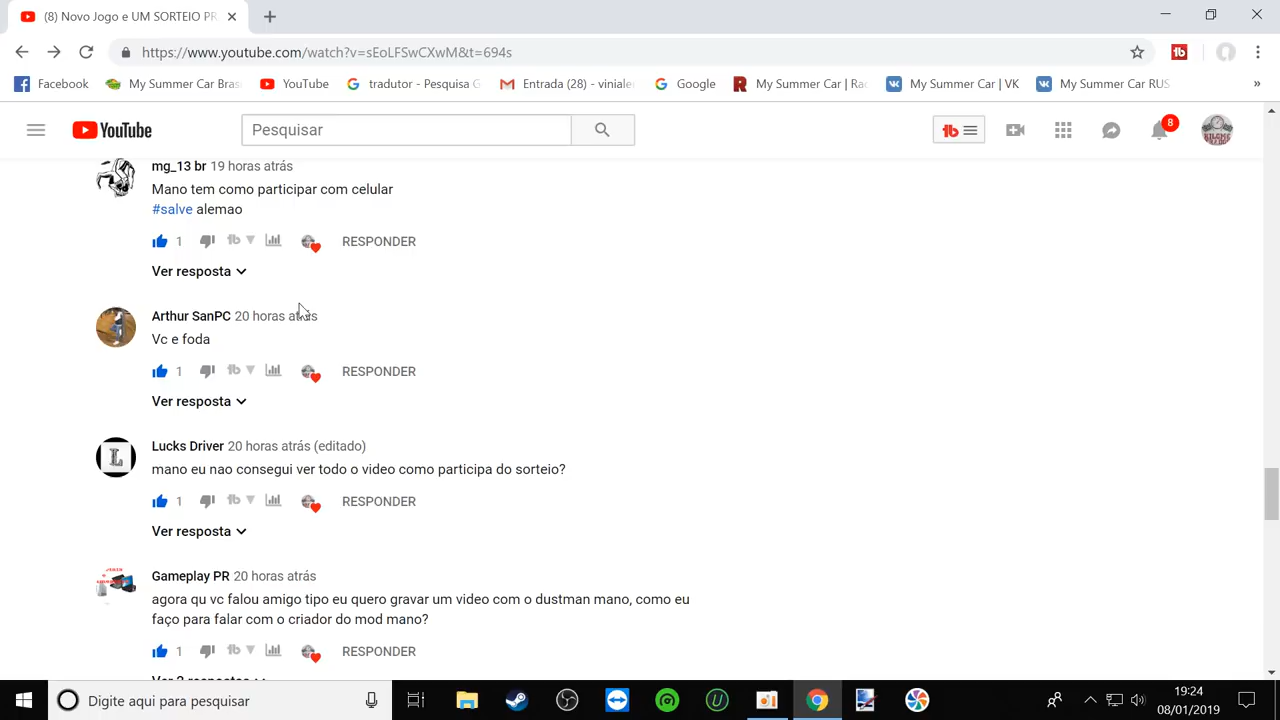 (8) Novo Jogo e UM SORTEIO PR
https://www.youtube.com/watch?v=sEoLFSwCXwM&t=694s
Facebook My Summer Car Bras YouTube tradutor - Pesquisa G Entrada (28) - viniale Google My Summer Car | Rac My Summer Car | VK My Summer Car RUS »
YouTube Pesquisar 8
mg_13 br 19 horas atrás
Mano tem como participar com celular
#salve alemao
1 RESPONDER
Ver resposta
Arthur SanPC 20 horas atrás
Vc e foda
1 RESPONDER
Ver resposta
L
Lucks Driver 20 horas atrás (editado)
mano eu nao consegui ver todo o video como participa do sorteio?
1 RESPONDER
Ver resposta
Gameplay PR 20 horas atrás
agora qu vc falou amigo tipo eu quero gravar um video com o dustman mano, como eu
faço para falar com o criador do mod mano?
1 RESPONDER
Ver 2 respostas
Digite aqui para pesquisar
19:24
08/01/2019